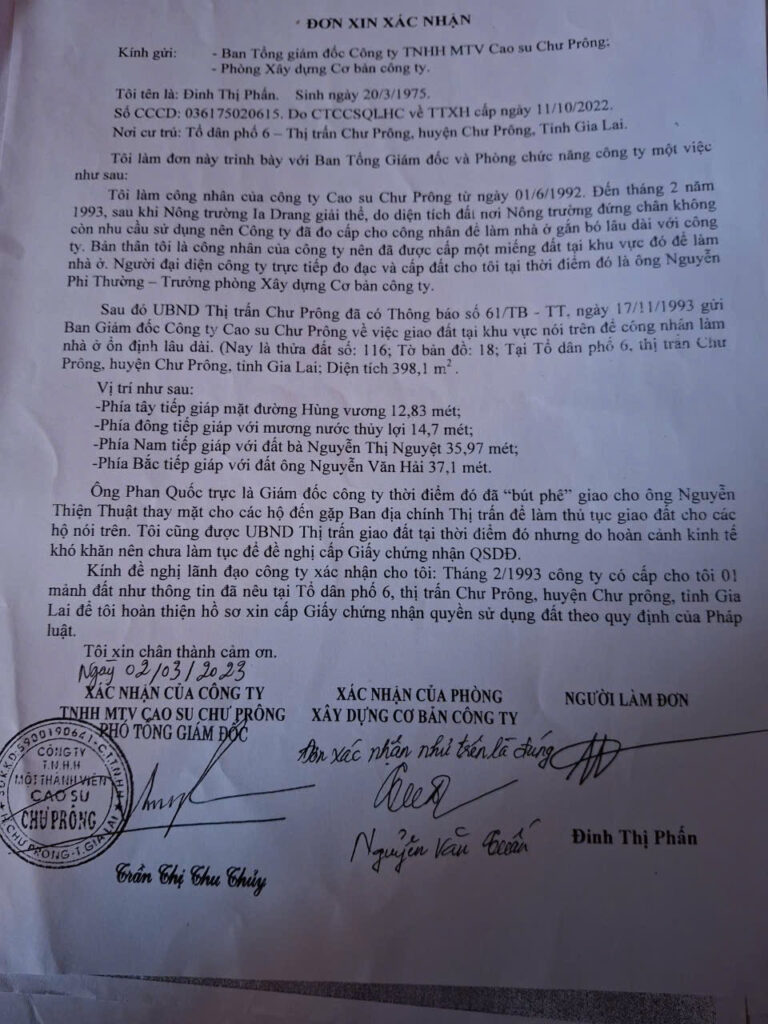 ĐƠN XIN XÁC NHẬN
Kính gửi: - Ban Tổng giám đốc Công ty TNHH MTV Cao su Chư Prông;
- Phòng Xây dựng Cơ bản công ty.
Tôi tên là: Đinh Thị Phấn. Sinh ngày 20/3/1975.
Số CCCD: 036175020615. Do CTCCSQLHC về TTXH cấp ngày 11/10/2022.
Nơi cư trú: Tổ dân phố 6 – Thị trấn Chư Prông, huyện Chư Prông, Tỉnh Gia Lai.
Tôi làm đơn này trình bày với Ban Tổng Giám đốc và Phòng chức năng công ty một việc
như sau:
Tôi làm công nhân của công ty Cao su Chư Prông từ ngày 01/6/1992. Đến tháng 2 năm
1993, sau khi Nông trường Ia Drang giải thể, do diện tích đất nơi Nông trường đứng chân không
còn nhu cầu sử dụng nên Công ty đã đo cấp cho công nhân để làm nhà ở gắn bó lâu dài với công
ty. Bản thân tôi là công nhân của công ty nên đã được cấp một miếng đất tại khu vực đó để làm
nhà ở. Người đại diện công ty trực tiếp đo đạc và cấp đất cho tôi tại thời điểm đó là ông Nguyễn
Phi Thường – Trưởng phòng Xây dựng Cơ bản công ty.
Sau đó UBND Thị trấn Chư Prông đã có Thông báo số 61/TB - TT, ngày 17/11/1993 gửi
Ban Giám đốc Công ty Cao su Chư Prông về việc giao đất tại khu vực nói trên để công nhân làm
nhà ở ổn định lâu dài. (Nay là thửa đất số: 116; Tờ bản đồ: 18; Tại Tổ dân phố 6, thị trấn Chư
Prông, huyện Chư Prông, tỉnh Gia Lai; Diện tích 398,1 m².
Vị trí như sau:
-Phía tây tiếp giáp mặt đường Hùng vương 12,83 mét;
-Phía đông tiếp giáp với mương nước thủy lợi 14,7 mét;
-Phía Nam tiếp giáp với đất bà Nguyễn Thị Nguyệt 35,97 mét;
-Phía Bắc tiếp giáp với đất ông Nguyễn Văn Hải 37,1 mét.
Ông Phan Quốc trực là Giám đốc công ty thời điểm đó đã “bút phê” giao cho ông Nguyễn
Thiện Thuật thay mặt cho các hộ đến gặp Ban địa chính Thị trấn để làm thủ tục giao đất cho các
hộ nói trên. Tôi cũng được UBND Thị trấn giao đất tại thời điểm đó nhưng do hoàn cảnh kinh tế
khó khăn nên chưa làm tục để đề nghị cấp Giấy chứng nhận QSDĐ.
Kính đề nghị lãnh đạo công ty xác nhận cho tôi: Tháng 2/1993 công ty có cấp cho tôi 01
mảnh đất như thông tin đã nêu tại Tổ dân phố 6, thị trấn Chư Prông, huyện Chư prông, tỉnh Gia
Lai để tôi hoàn thiện hồ sơ xin cấp Giấy chứng nhận quyền sử dụng đất theo quy định của Pháp
luật.
Tôi xin chân thành cảm ơn.
Ngày 02/03/2023
XÁC NHẬN CỦA CÔNG TY
TNHH MTV CAO SU CHƯ PRÔNG
PHÓ TỔNG GIÁM ĐỐC
XÁC NHẬN CỦA PHÒNG
XÂY DỰNG CƠ BẢN CÔNG TY
NGƯỜI LÀM ĐƠN
Đơn xác nhận như trên là đúng
CÔNG TY
T.N.H.H
MỘT THÀNH VIÊN
CAO SU
CHƯ PRÔNG
Nguyễn Văn
Đinh Thị Phấn
Trần Thị Thu Thủy